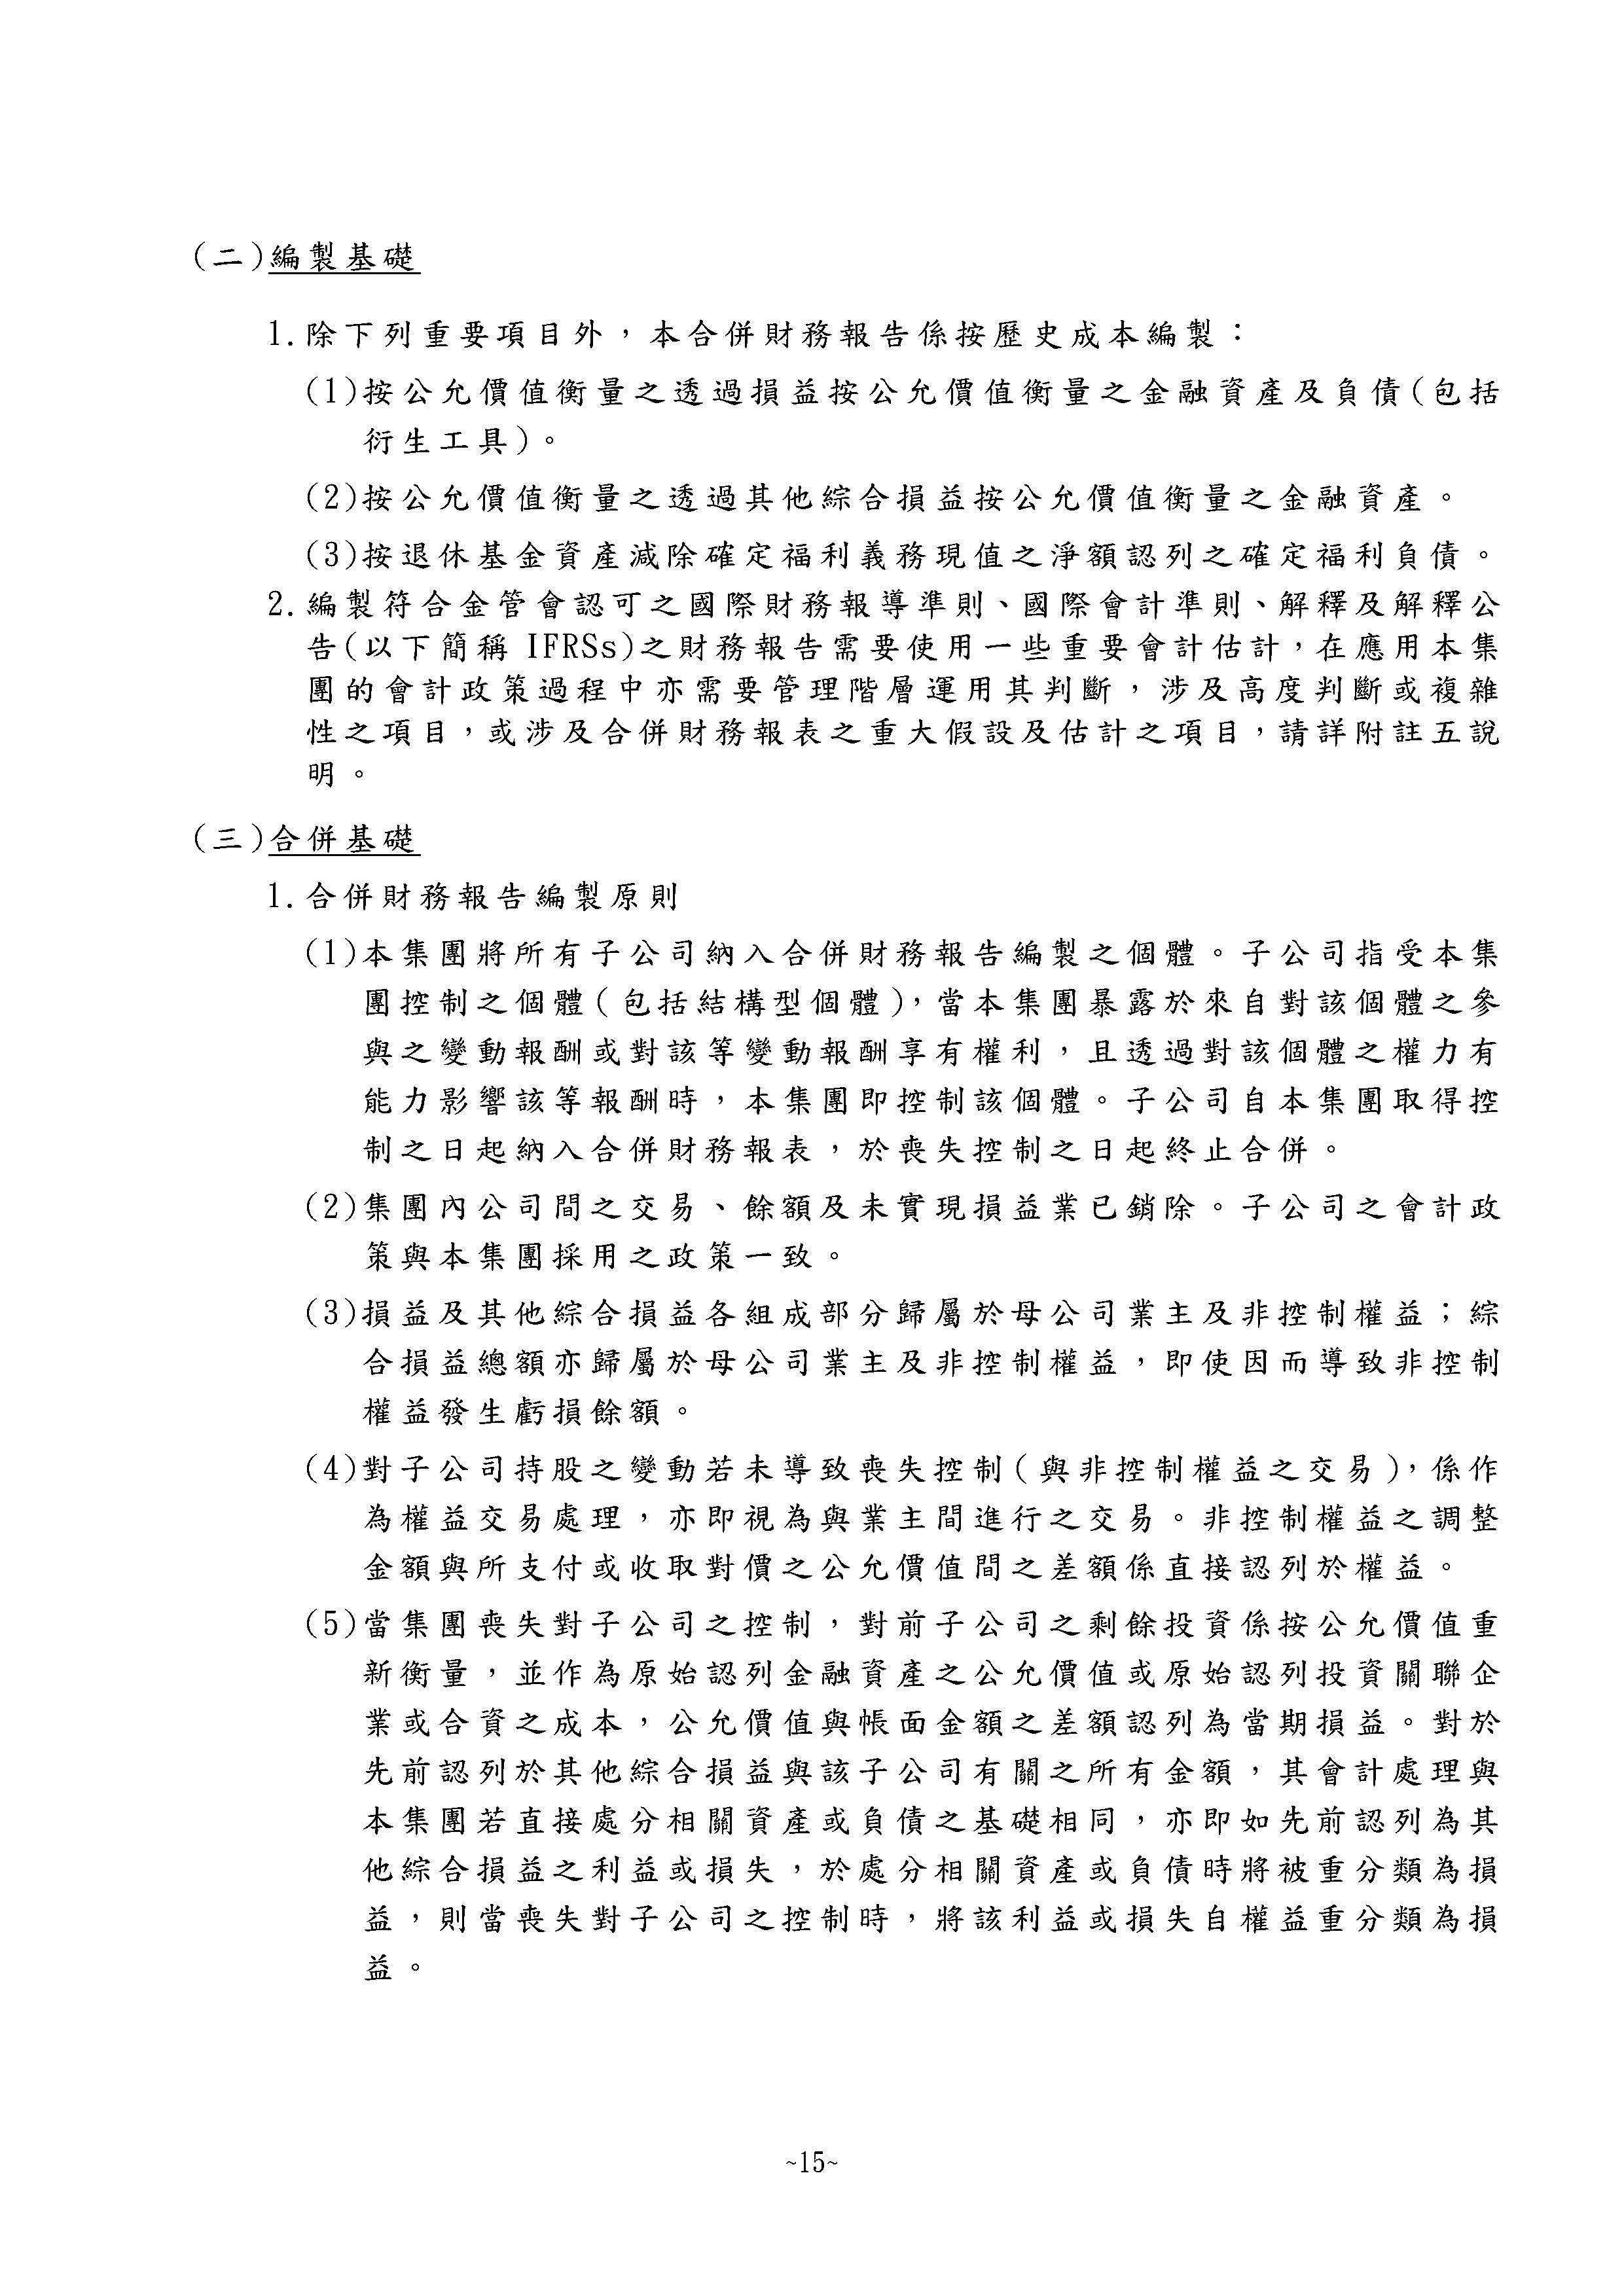 (二)編製基礎
1.除下列重要項目外，本合併財務報告係按歷史成本編製：
(1)按公允價值衡量之透過損益按公允價值衡量之金融資產及負債(包括
衍生工具)。
(2)按公允價值衡量之透過其他綜合損益按公允價值衡量之金融資產。
(3)按退休基金資產減除確定福利義務現值之淨額認列之確定福利負債。
2.編製符合金管會認可之國際財務報導準則、國際會計準則、解釋及解釋公
告(以下簡稱 IFRSs)之財務報告需要使用一些重要會計估計，在應用本集
團的會計政策過程中亦需要管理階層運用其判斷，涉及高度判斷或複雜
性之項目，或涉及合併財務報表之重大假設及估計之項目，請詳附註五說
明。
(三)合併基礎
1.合併財務報告編製原則
(1)本集團將所有子公司納入合併財務報告編製之個體。子公司指受本集
團控制之個體(包括結構型個體)，當本集團暴露於來自對該個體之參
與之變動報酬或對該等變動報酬享有權利，且透過對該個體之權力有
能力影響該等報酬時，本集團即控制該個體。子公司自本集團取得控
制之日起納入合併財務報表，於喪失控制之日起終止合併。
(2)集團內公司間之交易、餘額及未實現損益業已銷除。子公司之會計政
策與本集團採用之政策一致。
(3)損益及其他綜合損益各組成部分歸屬於母公司業主及非控制權益；綜
合損益總額亦歸屬於母公司業主及非控制權益，即使因而導致非控制
權益發生虧損餘額。
(4)對子公司持股之變動若未導致喪失控制(與非控制權益之交易)，係作
為權益交易處理，亦即視為與業主間進行之交易。非控制權益之調整
金額與所支付或收取對價之公允價值間之差額係直接認列於權益。
(5)當集團喪失對子公司之控制，對前子公司之剩餘投資係按公允價值重
新衡量，並作為原始認列金融資產之公允價值或原始認列投資關聯企
業或合資之成本，公允價值與帳面金額之差額認列為當期損益。對於
先前認列於其他綜合損益與該子公司有關之所有金額，其會計處理與
本集團若直接處分相關資產或負債之基礎相同，亦即如先前認列為其
他綜合損益之利益或損失，於處分相關資產或負債時將被重分類為損
益，則當喪失對子公司之控制時，將該利益或損失自權益重分類為損
益。
~15~